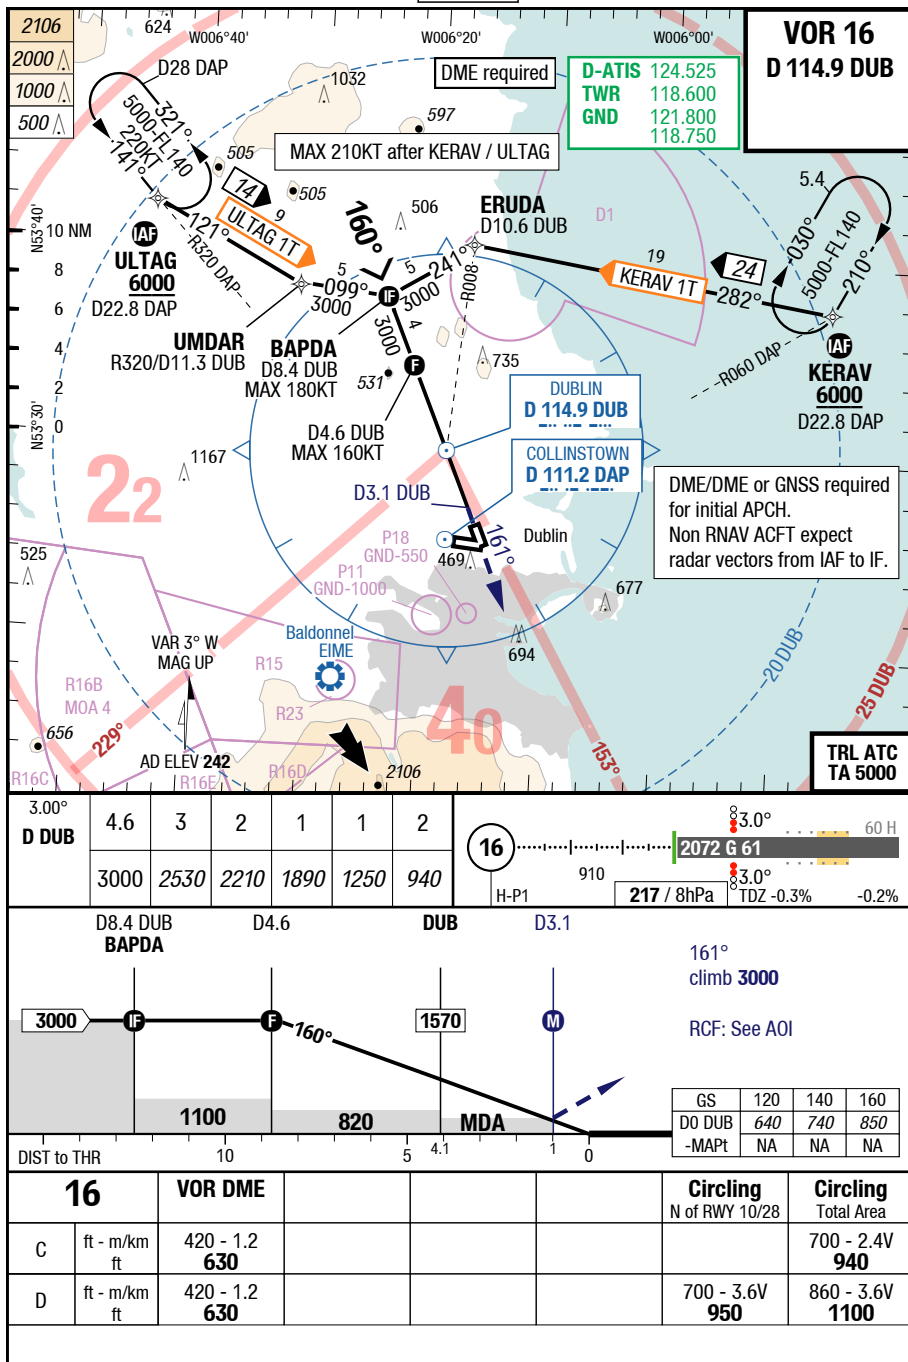 2106
2000
1000
500
624
W006°40'
W006°20'
W006°00'
VOR 16
D 114.9 DUB
D28 DAP
1032
DME required
D-ATIS 124.525
TWR 118.600
GND 121.800
118.750
321°
5000-FL140
220KT
141°
597
505
MAX 210KT after KERAV / ULTAG
505
14
9
ULTAG 1T
121°
R320 DAP
160°
506
ERUDA
D10.6 DUB
D1
5.4
030°
5000-FL140
210°
N53°40'
10 NM
IAF
ULTAG
6000
D22.8 DAP
8
6
4
2
0
N53°30'
5
099°
3000
5
241°
3000
R008
19
KERAV 1T
24
282°
IF
UMDAR
R320/D11.3 DUB
BAPDA
D8.4 DUB
MAX 180KT
4
3000
F
735
531
R060 DAP
IAF
KERAV
6000
D22.8 DAP
D4.6 DUB
MAX 160KT
DUBLIN
D 114.9 DUB
COLLINSTOWN
D 111.2 DAP
1167
22
D3.1 DUB
DME/DME or GNSS required
for initial APCH.
Non RNAV ACFT expect
radar vectors from IAF to IF.
P18
GND-550
161°
Dublin
469
525
P11
GND-1000
677
694
VAR 3° W
MAG UP
Baldonnel
EIME
R15
R16B
MOA 4
R23
40
20 DUB
25 DUB
656
229°
153°
AD ELEV 242
R16C
R16E
R16D
2106
TRL ATC
TA 5000
3.00°
D DUB
4.6 3 2 1 1 2
3000 2530 2210 1890 1250 940
16
910
H-P1
217 / 8hPa
3.0°
60 H
2072 G 61
3.0°
TDZ -0.3% -0.2%
D8.4 DUB
BAPDA
D4.6
DUB
D3.1
161°
climb 3000
3000
IF
F
160°
1570
M
RCF: See AOI
1100
820
MDA
GS 120 140 160
D0 DUB 640 740 850
-MAPt NA NA NA
DIST to THR
10 5 4.1 1 0
16 VOR DME Circling Circling
N of RWY 10/28 Total Area
C ft - m/km 420 - 1.2 700 - 2.4V
ft 630 940
D ft - m/km 420 - 1.2 700 - 3.6V 860 - 3.6V
ft 630 950 1100